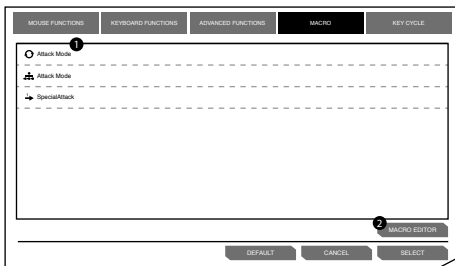 MOUSE FUNCTIONS KEYBOARD FUNCTIONS ADVANCED FUNCTIONS MACRO KEY CYCLE
1
Attack Mode
Attack Mode
SpecialAttack
2
MACRO EDITOR
DEFAULT CANCEL SELECT